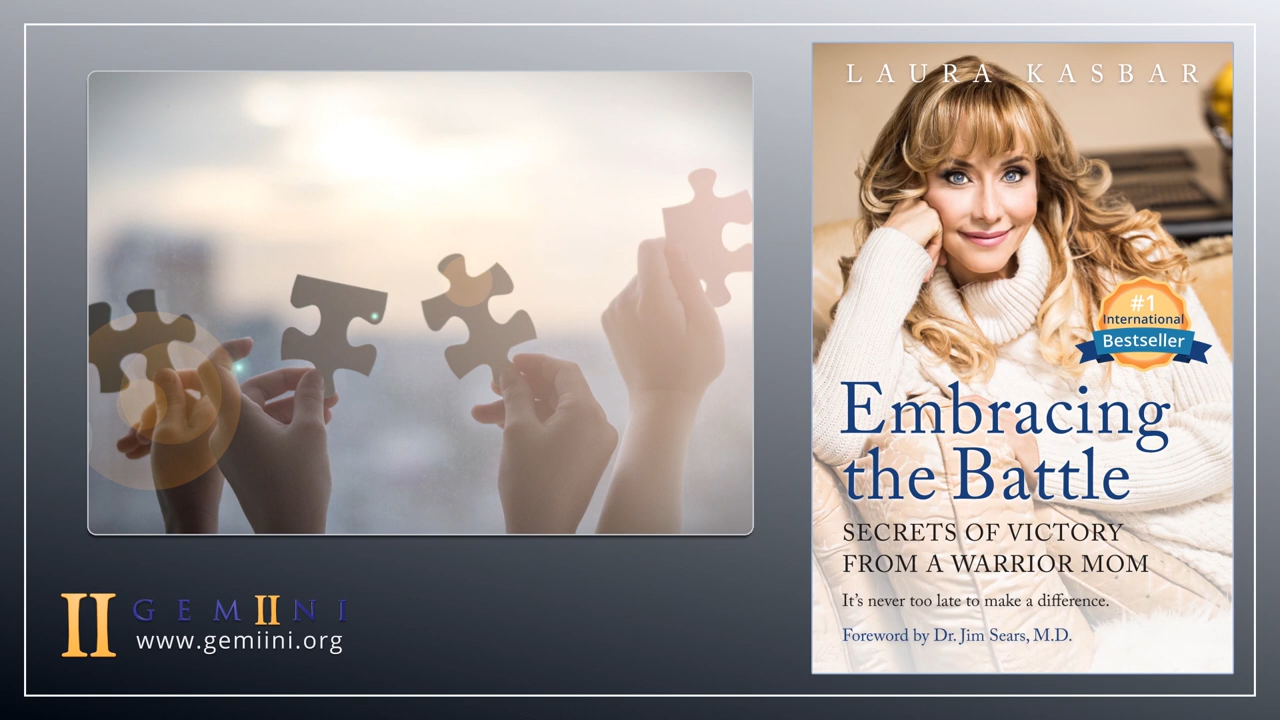 LAURA KASBAR
#1
International
Bestseller
Embracing
the Battle
SECRETS OF VICTORY
FROM A WARRIOR MOM
It's never too late to make a difference.
Foreword by Dr. Jim Sears, M.D.
II GEMIINI
www.gemiini.org